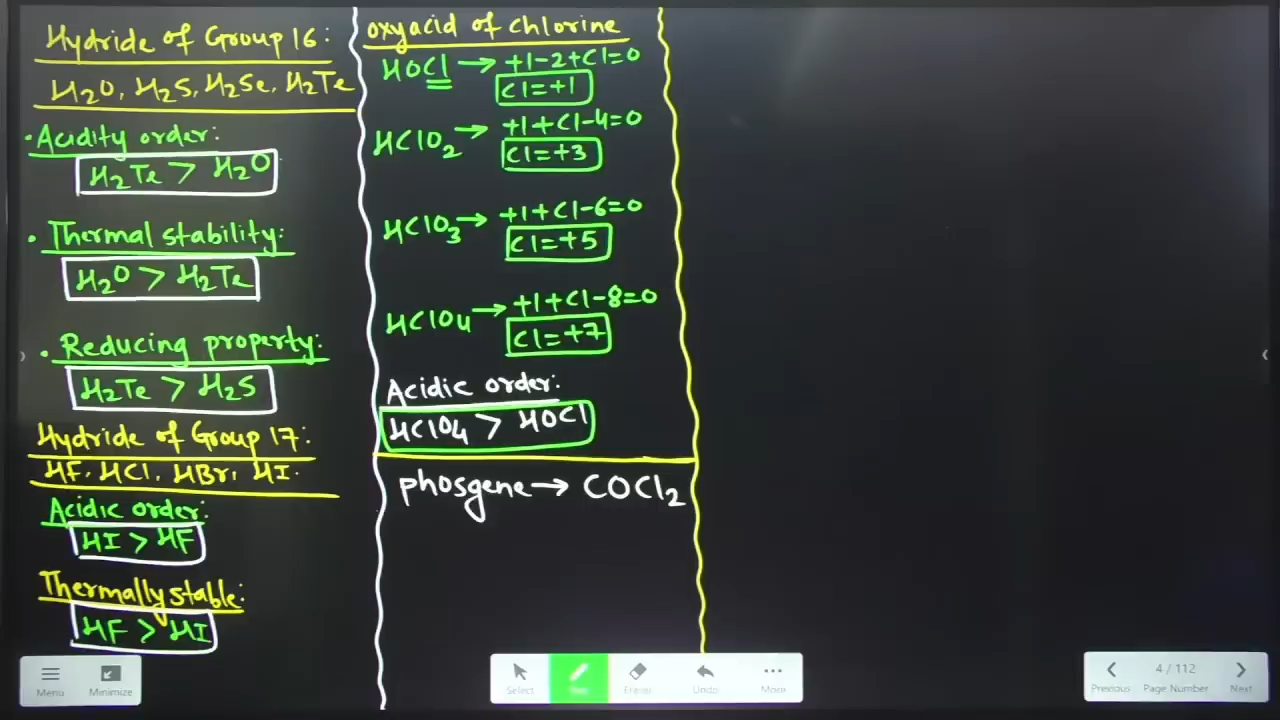 Hydride of Group 16:
H2O, H2S, H2Se, H2Te
• Acidity order:
H2Te > H2O
• Thermal stability:
H2O > H2Te
• Reducing property:
H2Te > H2S
Hydride of Group 17:
HF, HCl, HBr, HI.
Acidic order:
HI > HF
Thermally stable:
HF > HI
oxyacid of chlorine
HOCl → +1-2+Cl=0
Cl=+1
HClO2 → +1+Cl-4=0
Cl=+3
HClO3 → +1+Cl-6=0
Cl=+5
HClO4 → +1+Cl-8=0
Cl=+7
Acidic order:
HClO4 > HOCl
phosgene → COCl2
Menu
Minimize
Select
Eraser
Undo
More
4 / 112
Previous
Page Number
Next